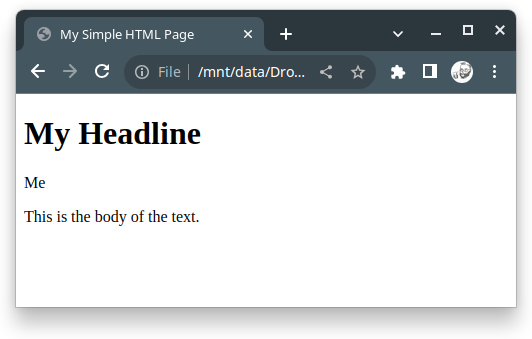 My Simple HTML Page
File /mnt/data/Dro...
My Headline
Me
This is the body of the text.